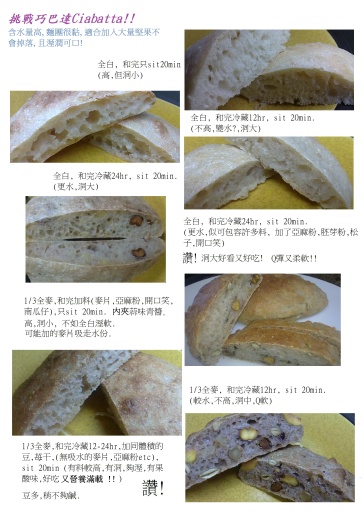 挑戰巧巴達Ciabatta!!
含水量高,麵團很黏,適合加入大量堅果不
會掉落,且溼潤可口!
全白, 和完只sit20min
(高,但洞小)
全白, 和完冷藏12hr, sit 20min.
(不高,變水?,洞大)
全白, 和完冷藏24hr, sit 20min.
(更水,洞大)
全白, 和完冷藏24hr, sit 20min.
(更水,似可包容許多料, 加了亞麻粉,胚芽粉,松
子,開口笑)
讚! 洞大好看又好吃! Q彈又柔軟!!
1/3全麥,和完加料(麥片,亞麻粉,開口笑,
南瓜仔),只sit 20min. 內夾蒜味青醬.
高,洞小, 不如全白溼軟.
可能加的麥片吸走水份.
1/3全麥,和完冷藏12hr, sit 20min.
(較水,不高,洞中,Q軟)
1/3全麥,和完冷藏12-24hr,加同體積的
豆,莓干,(無吸水的麥片,亞麻粉etc),
sit 20min (有料較高,有洞,夠溼,有果
酸味,好吃 又營養滿載 !! )
讚!
豆多,稍不夠鹹.